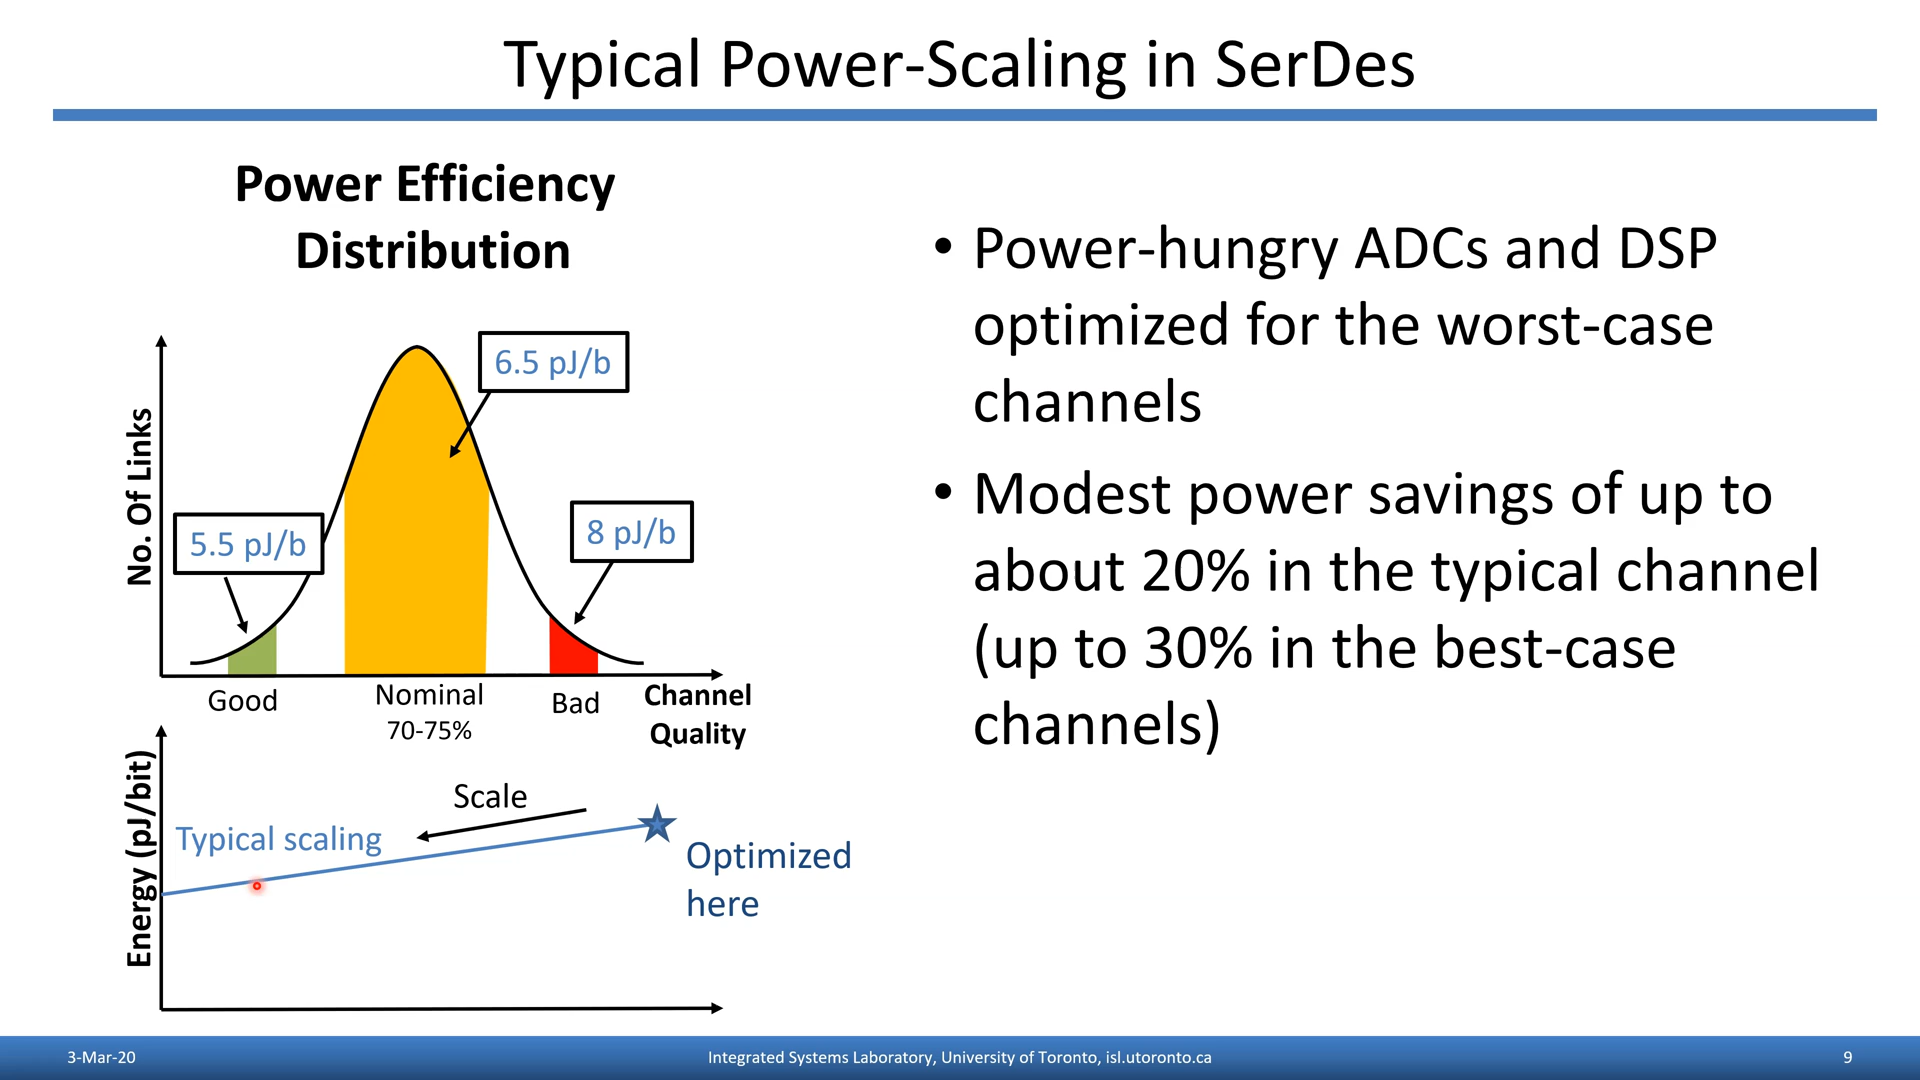 Typical Power-Scaling in SerDes
Power Efficiency
Distribution
No. Of Links
6.5 pJ/b
5.5 pJ/b
8 pJ/b
Good
Nominal
70-75%
Bad
Channel
Quality
Energy (pJ/bit)
Scale
Typical scaling
Optimized
here
• Power-hungry ADCs and DSP
optimized for the worst-case
channels
• Modest power savings of up to
about 20% in the typical channel
(up to 30% in the best-case
channels)
3-Mar-20
Integrated Systems Laboratory, University of Toronto, isl.utoronto.ca
9